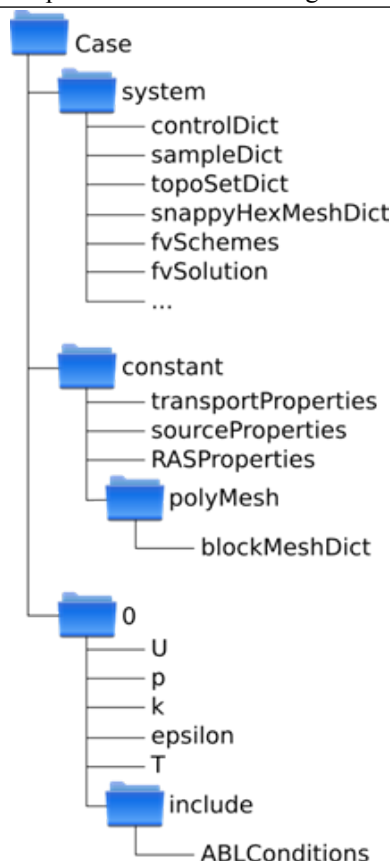 Case
system
controlDict
sampleDict
topoSetDict
snappyHexMeshDict
fvSchemes
fvSolution
...
constant
transportProperties
sourceProperties
RASProperties
polyMesh
blockMeshDict
0
U
p
k
epsilon
T
include
ABLConditions